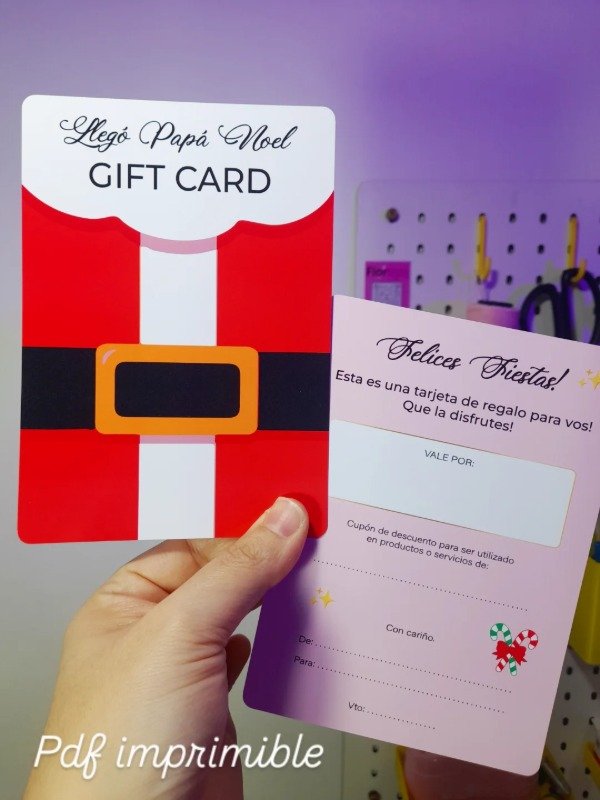 Llegó Papá Noel
GIFT CARD
Fior
Felices Fiestas!
Esta es una tarjeta de regalo para vos!
Que la disfrutes!
VALE POR:
Cupón de descuento para ser utilizado
en productos o servicios de:
Con cariño.
De:
Para:
Vto:
Pdf imprimible